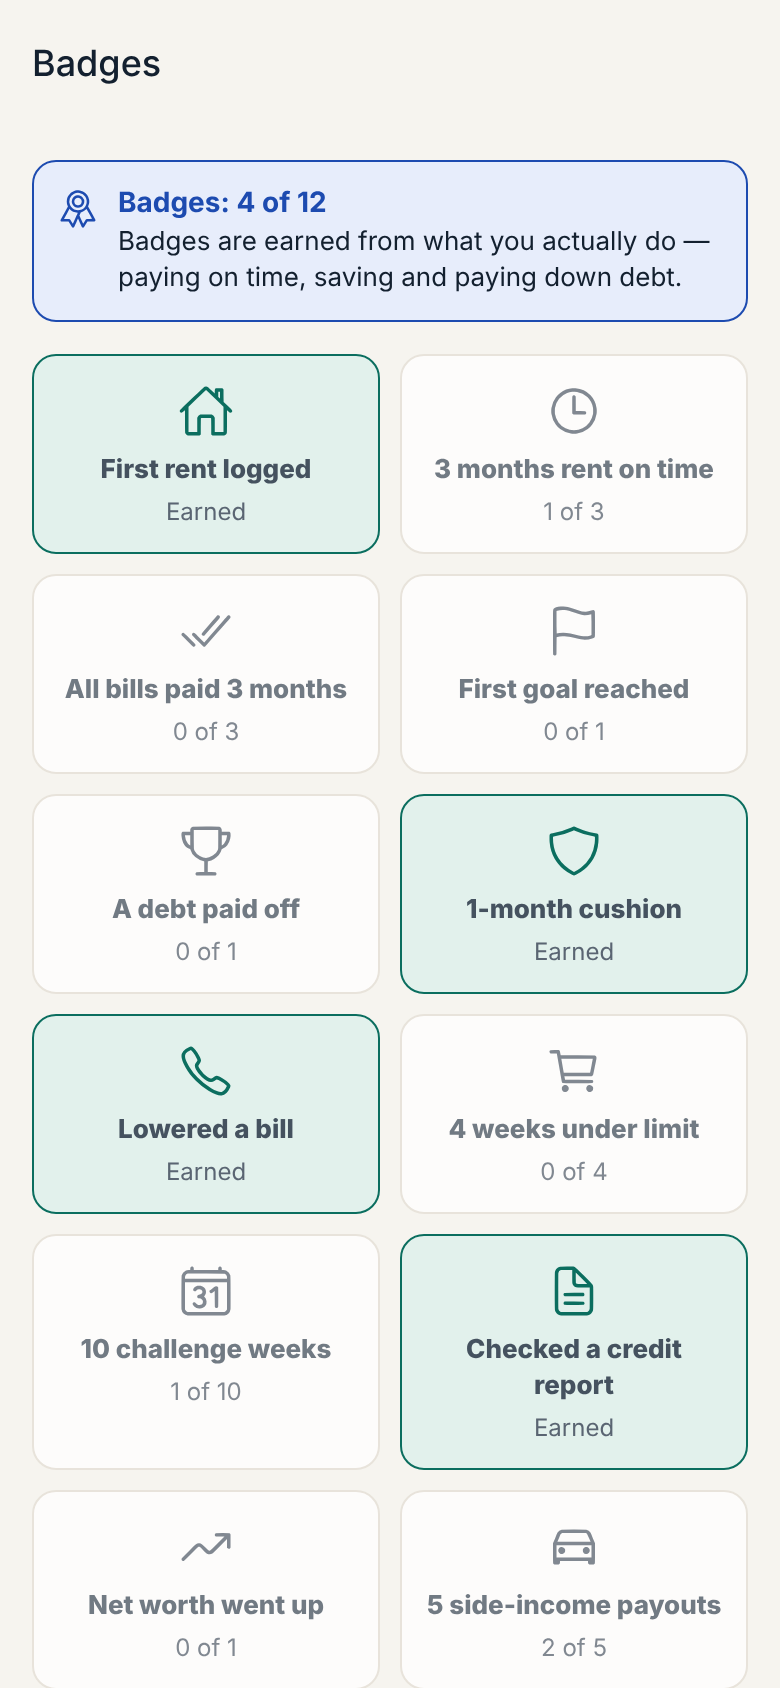 Badges
Badges: 4 of 12
Badges are earned from what you actually do —
paying on time, saving and paying down debt.
First rent logged
Earned
3 months rent on time
1 of 3
All bills paid 3 months
0 of 3
First goal reached
0 of 1
A debt paid off
0 of 1
1-month cushion
Earned
Lowered a bill
Earned
4 weeks under limit
0 of 4
31
10 challenge weeks
1 of 10
Checked a credit
report
Earned
Net worth went up
0 of 1
5 side-income payouts
2 of 5